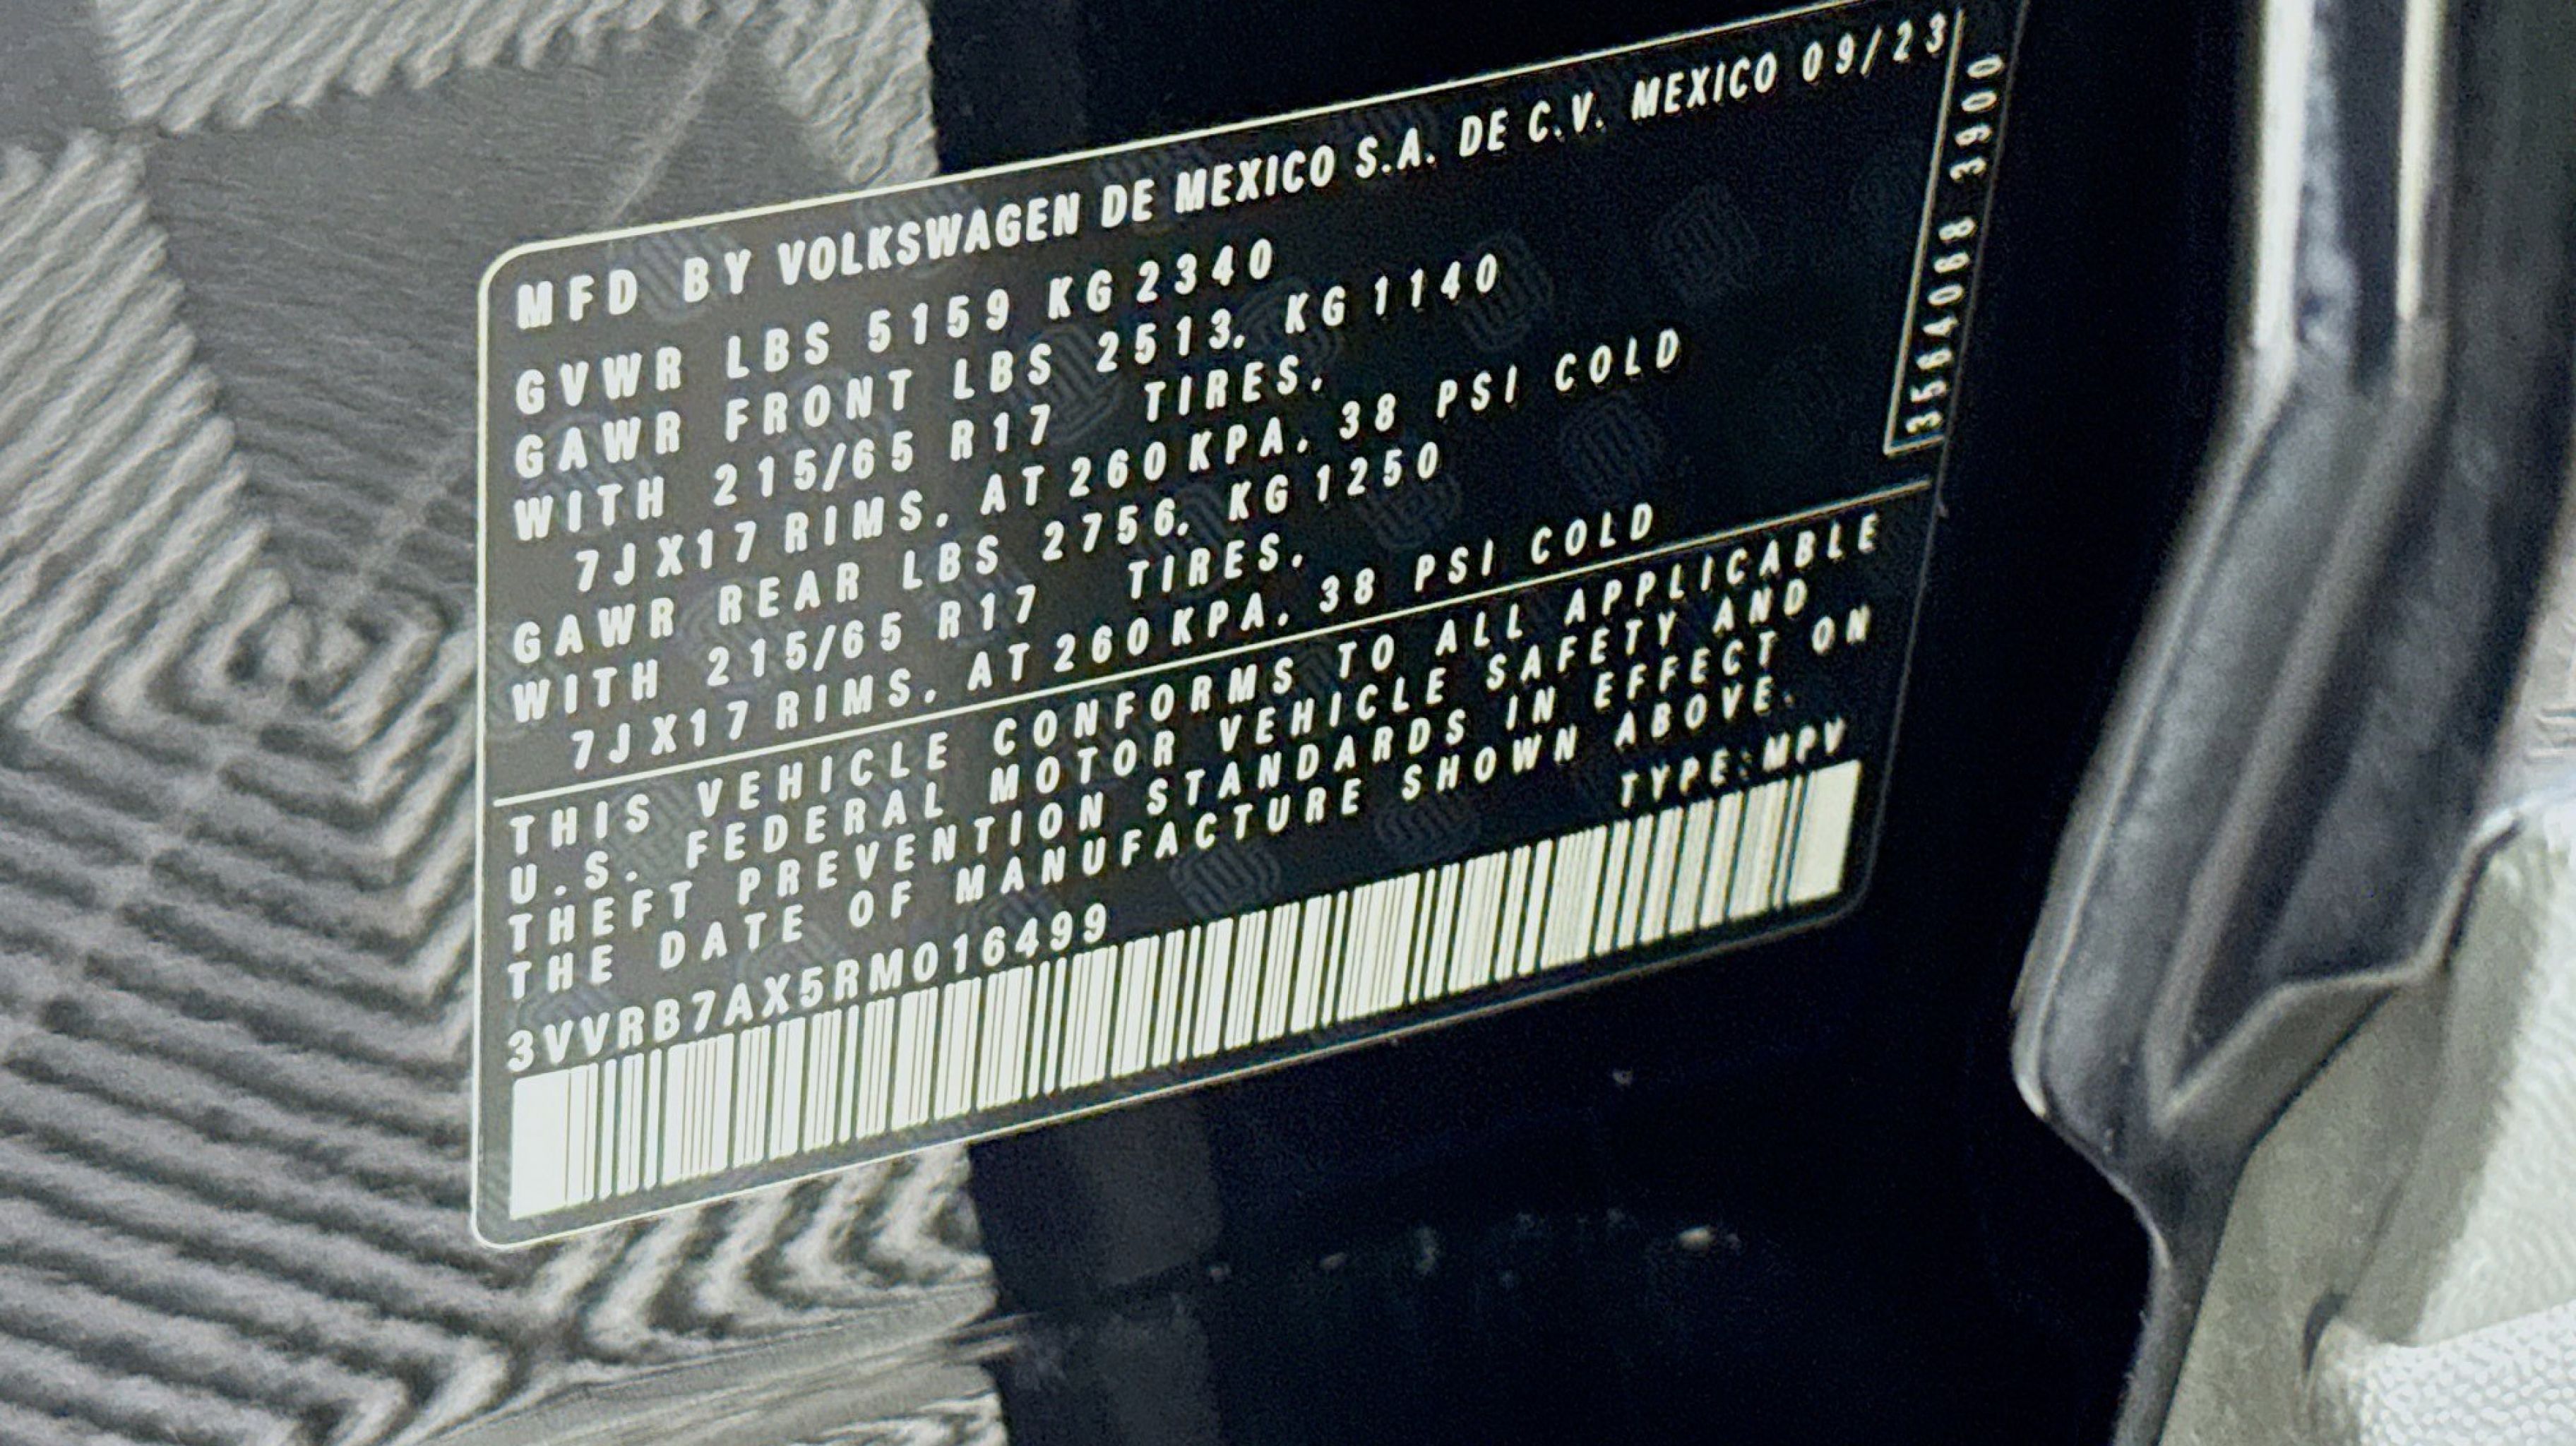 MFD BY VOLKSWAGEN DE MEXICO S.A. DE C.V. MEXICO 09/23
GVWR LBS 5159 KG 2340
GAWR FRONT LBS 2513, KG 1140
WITH 215/65 R17 TIRES,
7JX17 RIMS, AT 260 KPA, 38 PSI COLD
GAWR REAR LBS 2756, KG 1250
WITH 215/65 R17 TIRES,
7JX17 RIMS, AT 260 KPA, 38 PSI COLD
THIS VEHICLE CONFORMS TO ALL APPLICABLE
U.S. FEDERAL MOTOR VEHICLE SAFETY AND
THEFT PREVENTION STANDARDS IN EFFECT ON
THE DATE OF MANUFACTURE SHOWN ABOVE.
TYPE: MPV
3VVRB7AX5RM016499
3900